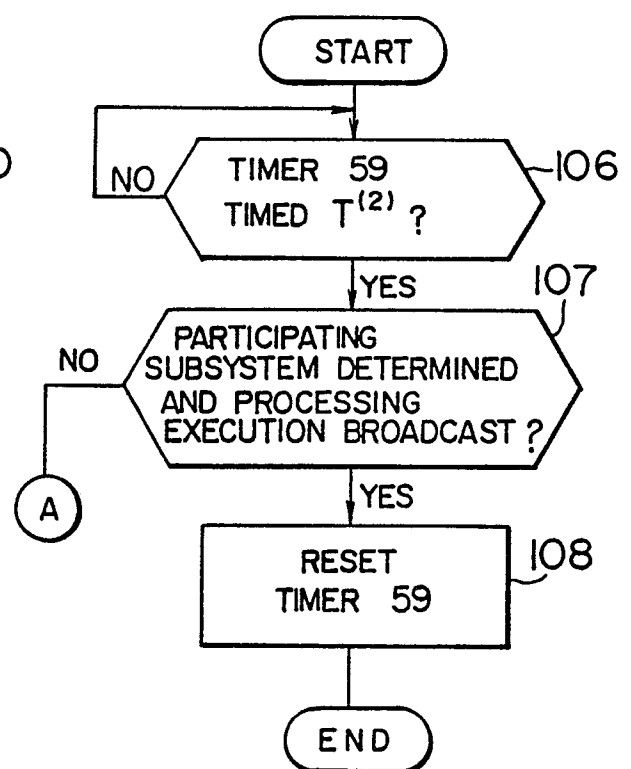 START
NO
TIMER 59
TIMED T(2) ?
106
YES
107
NO
PARTICIPATING
SUBSYSTEM DETERMINED
AND PROCESSING
EXECUTION BROADCAST ?
A
YES
RESET
TIMER 59
108
END